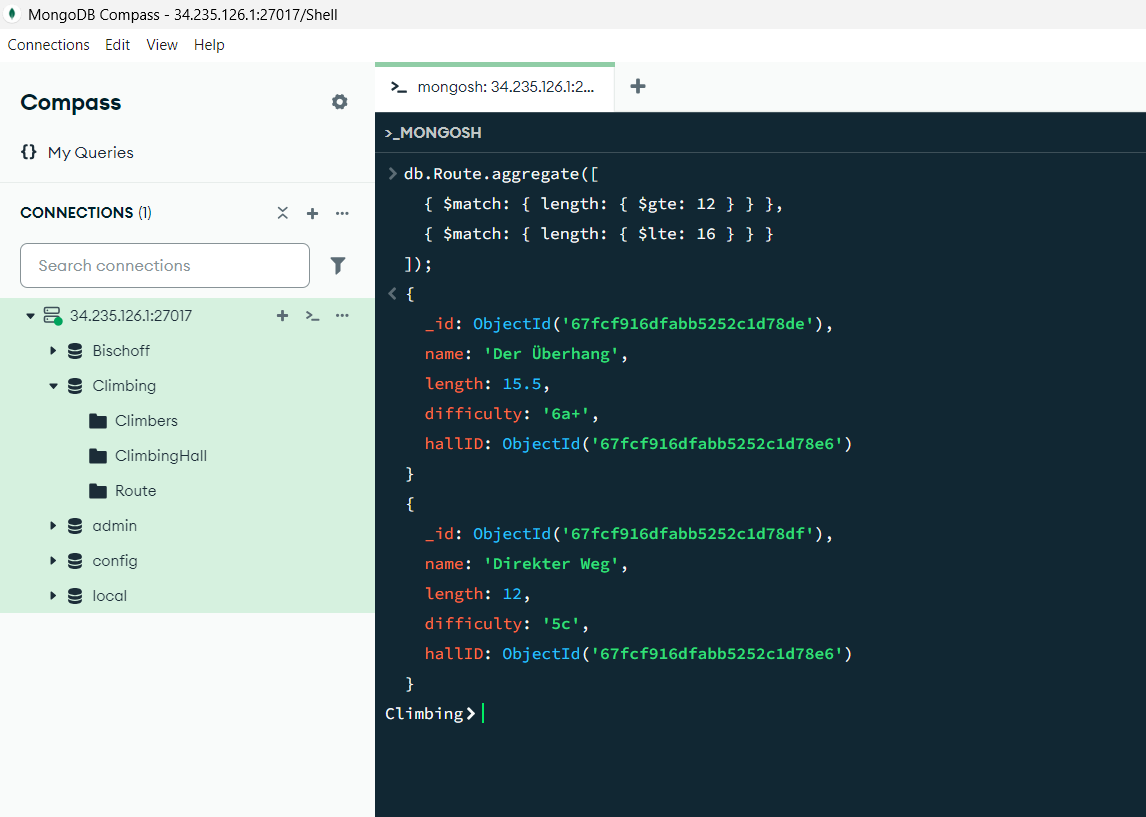 MongoDB Compass - 34.235.126.1:27017/Shell
Connections Edit View Help
Compass
{} My Queries
CONNECTIONS (1)
Search connections
34.235.126.1:27017
Bischoff
Climbing
Climbers
ClimbingHall
Route
admin
config
local
>_ mongosh: 34.235.126.1:2...
>_MONGOSH
> db.Route.aggregate([
{ $match: { length: { $gte: 12 } } },
{ $match: { length: { $lte: 16 } } }
]);
< {
_id: ObjectId('67fcf916dfabb5252c1d78de'),
name: 'Der Überhang',
length: 15.5,
difficulty: '6a+',
hallID: ObjectId('67fcf916dfabb5252c1d78e6')
}
{
_id: ObjectId('67fcf916dfabb5252c1d78df'),
name: 'Direkter Weg',
length: 12,
difficulty: '5c',
hallID: ObjectId('67fcf916dfabb5252c1d78e6')
}
Climbing>